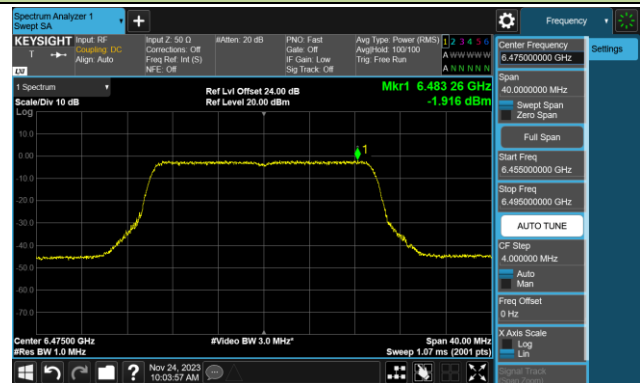 Spectrum Analyzer 1
Swept SA
Frequency
KEYSIGHT
Input: RF
Coupling: DC
Align: Auto
Input Z: 50 Ω
Corrections: Off
Freq Ref: Int (S)
NFE: Off
#Atten: 20 dB
PNO: Fast
Gate: Off
IF Gain: Low
Sig Track: Off
Avg Type: Power (RMS)
Avg|Hold: 100/100
Trig: Free Run
1 2 3 4 5 6
A W W W W W
A N N N N N
LXI
Center Frequency
6.475000000 GHz
Settings
Span
40.0000000 MHz
Swept Span
Zero Span
Full Span
Start Freq
6.455000000 GHz
Stop Freq
6.495000000 GHz
AUTO TUNE
CF Step
4.000000 MHz
Auto
Man
Freq Offset
0 Hz
X Axis Scale
Log
Lin
Signal Track
(Span Zoom)
1 Spectrum
Scale/Div 10 dB
Log
Ref Lvl Offset 24.00 dB
Ref Level 20.00 dBm
Mkr1 6.483 26 GHz
-1.916 dBm
1
10.0
0.00
-10.0
-20.0
-30.0
-40.0
-50.0
-60.0
-70.0
Center 6.47500 GHz
#Res BW 1.0 MHz
#Video BW 3.0 MHz*
Span 40.00 MHz
Sweep 1.07 ms (2001 pts)
Nov 24, 2023
10:03:57 AM